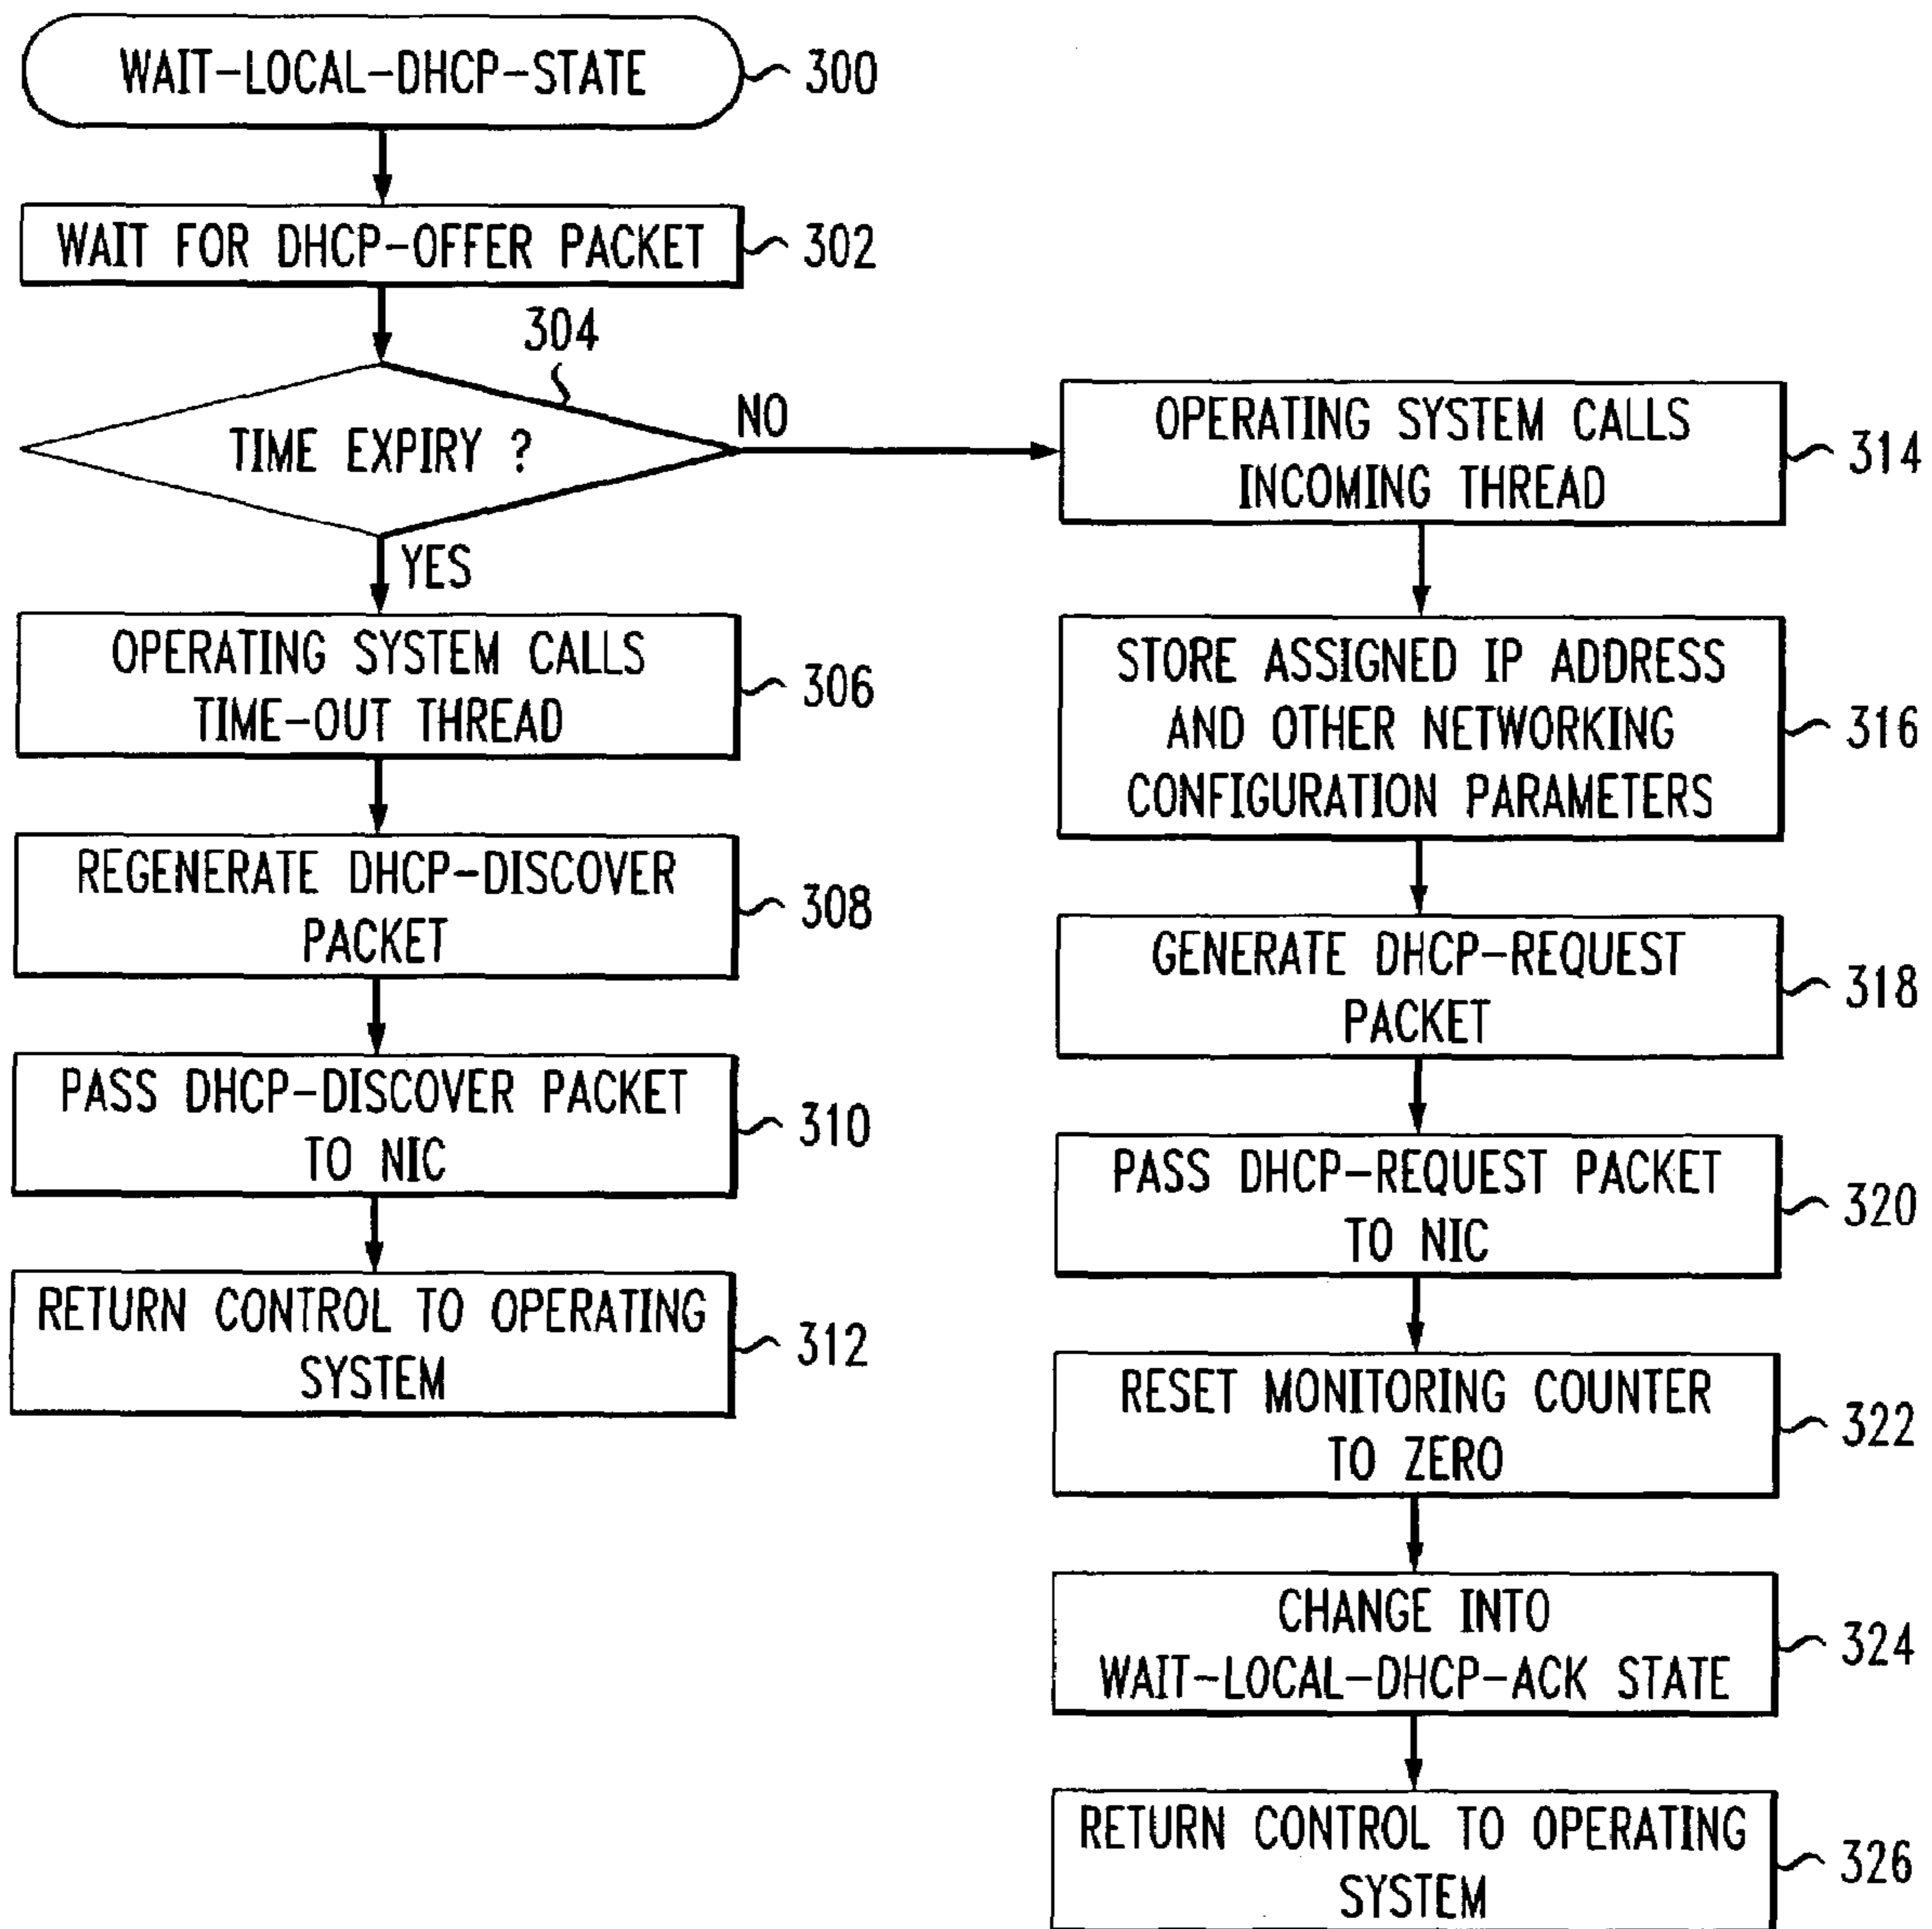 WAIT-LOCAL-DHCP-STATE
300
WAIT FOR DHCP-OFFER PACKET
302
304
TIME EXPIRY ?
NO
YES
OPERATING SYSTEM CALLS
TIME-OUT THREAD
306
REGENERATE DHCP-DISCOVER
PACKET
308
PASS DHCP-DISCOVER PACKET
TO NIC
310
RETURN CONTROL TO OPERATING
SYSTEM
312
OPERATING SYSTEM CALLS
INCOMING THREAD
314
STORE ASSIGNED IP ADDRESS
AND OTHER NETWORKING
CONFIGURATION PARAMETERS
316
GENERATE DHCP-REQUEST
PACKET
318
PASS DHCP-REQUEST PACKET
TO NIC
320
RESET MONITORING COUNTER
TO ZERO
322
CHANGE INTO
WAIT-LOCAL-DHCP-ACK STATE
324
RETURN CONTROL TO OPERATING
SYSTEM
326